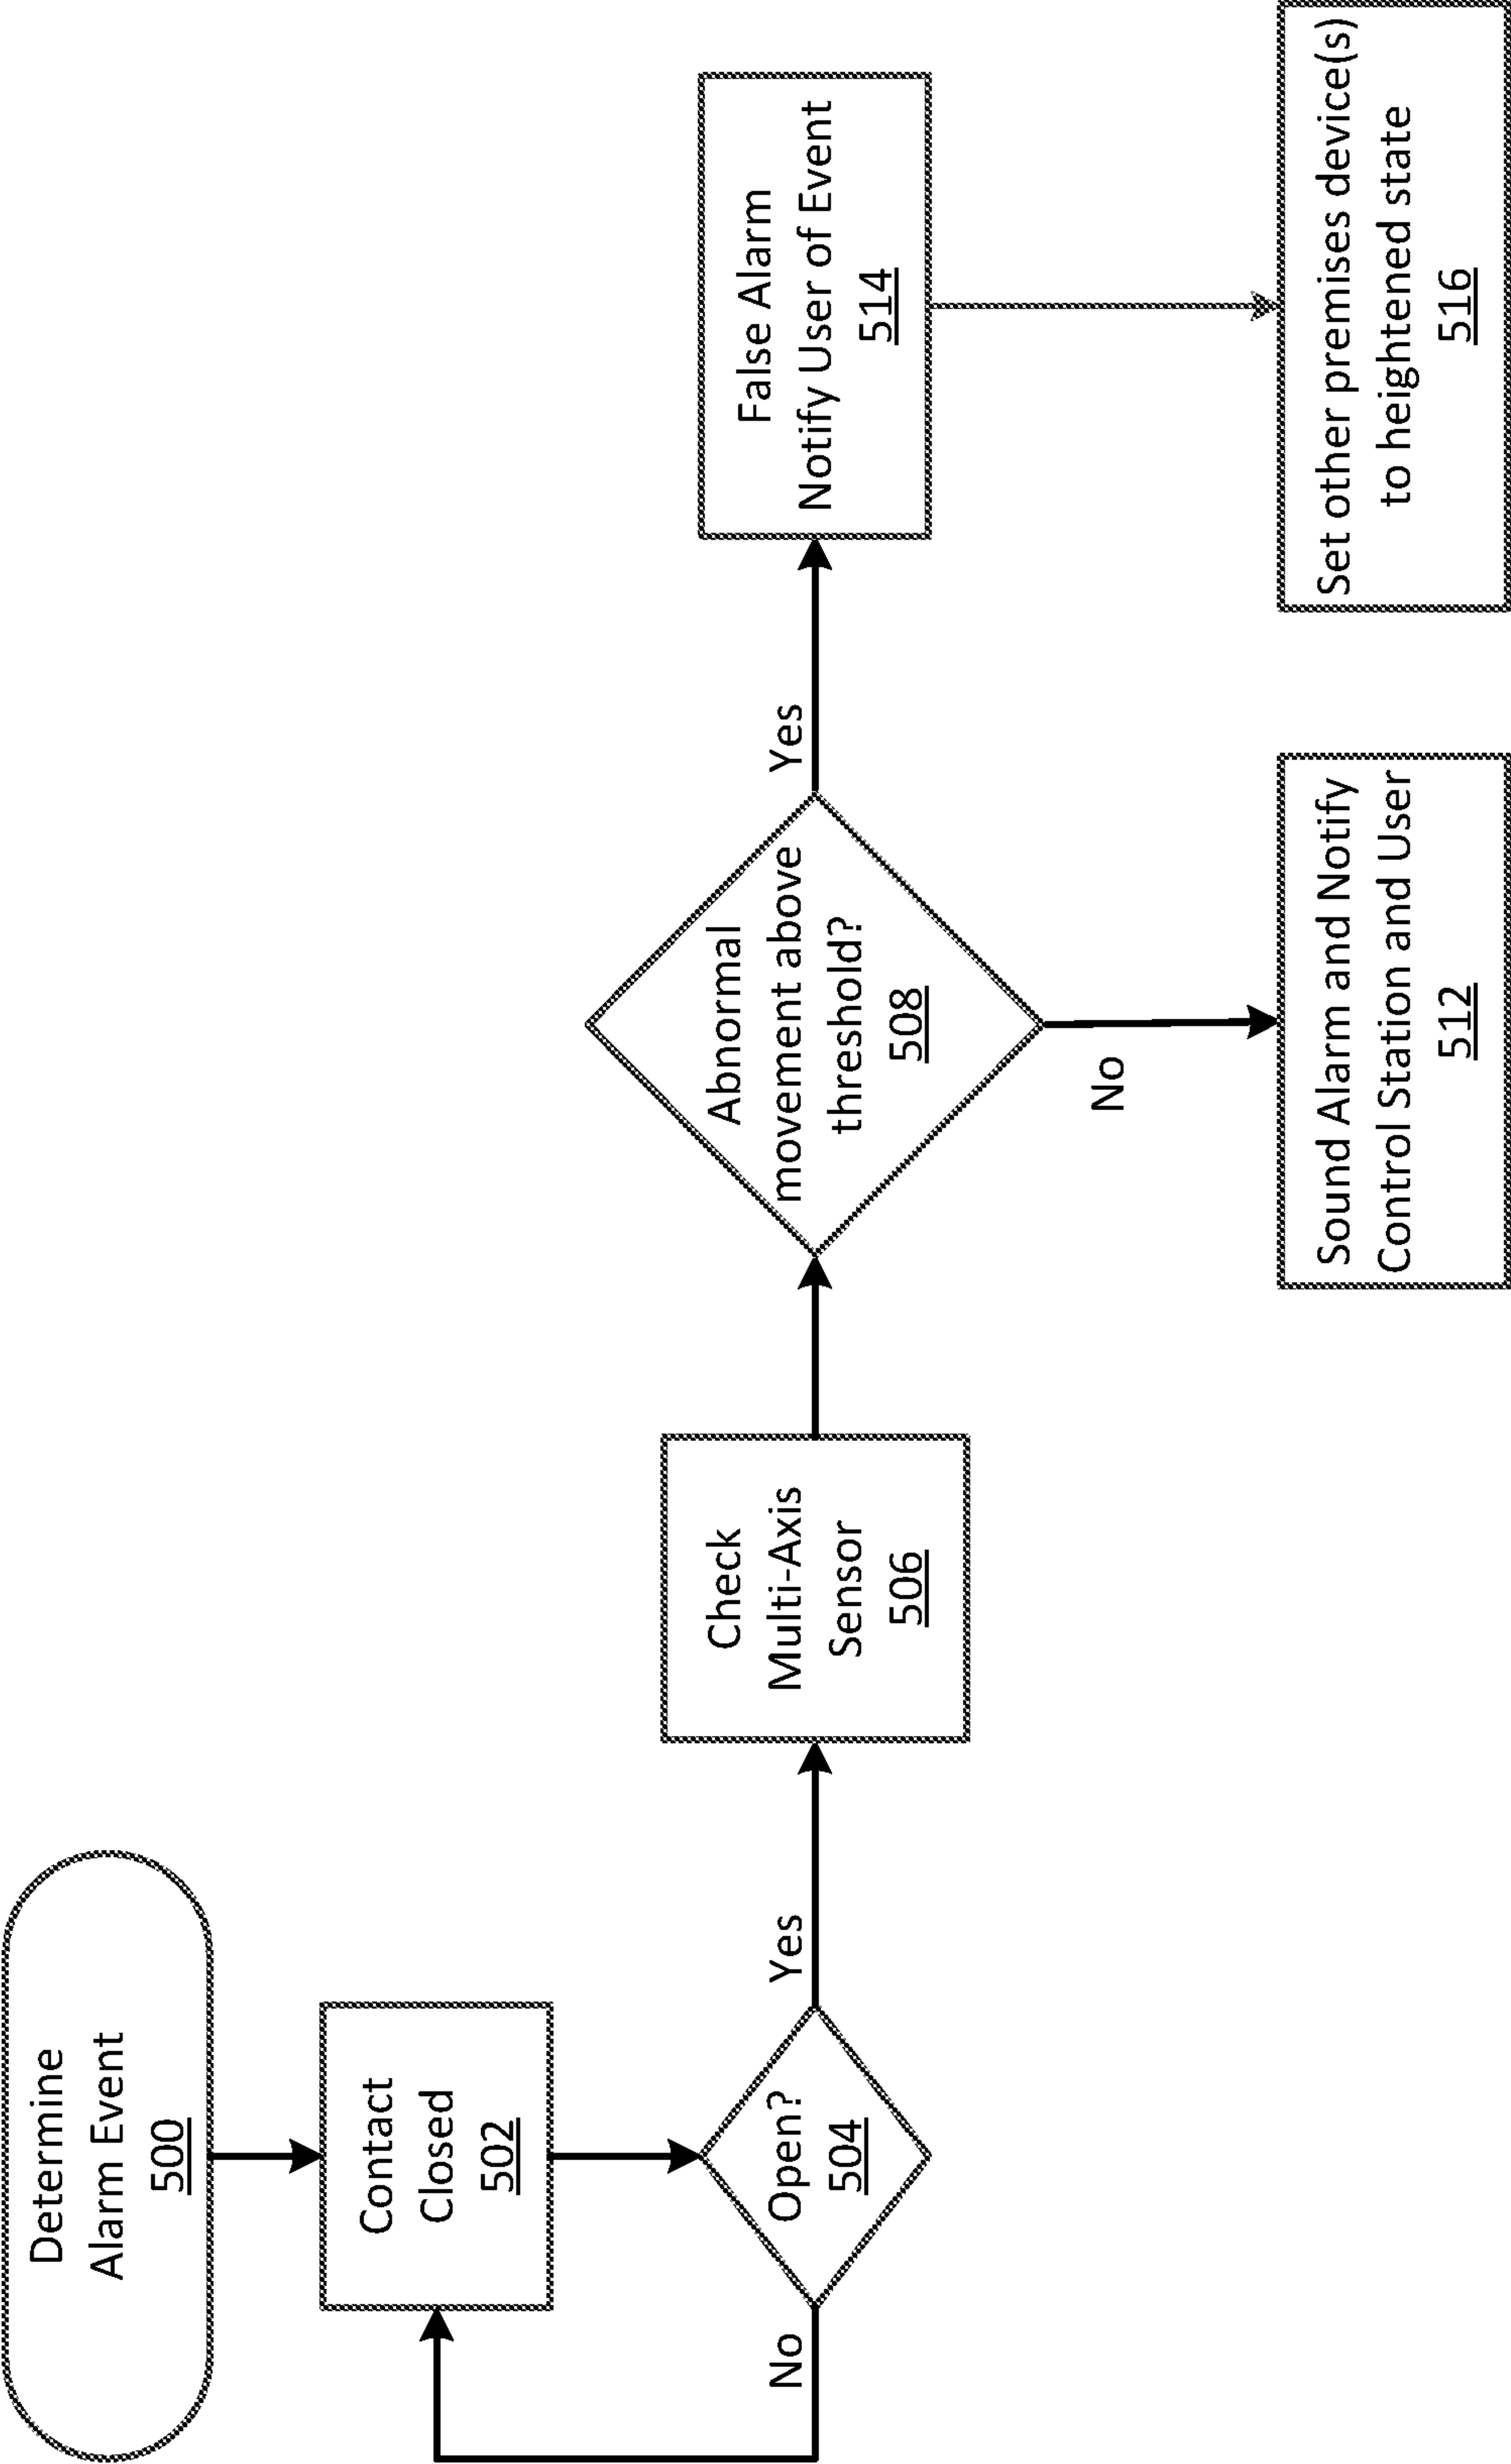 Determine
Alarm Event
500
Contact
Closed
502
Open?
504
No
Yes
Check
Multi-Axis
Sensor
506
Abnormal
movement above
threshold?
508
Yes
No
False Alarm
Notify User of Event
514
Sound Alarm and Notify
Control Station and User
512
Set other premises device(s)
to heightened state
516